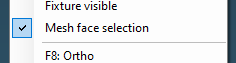 Fixture visible
Mesh face selection
F8: Ortho